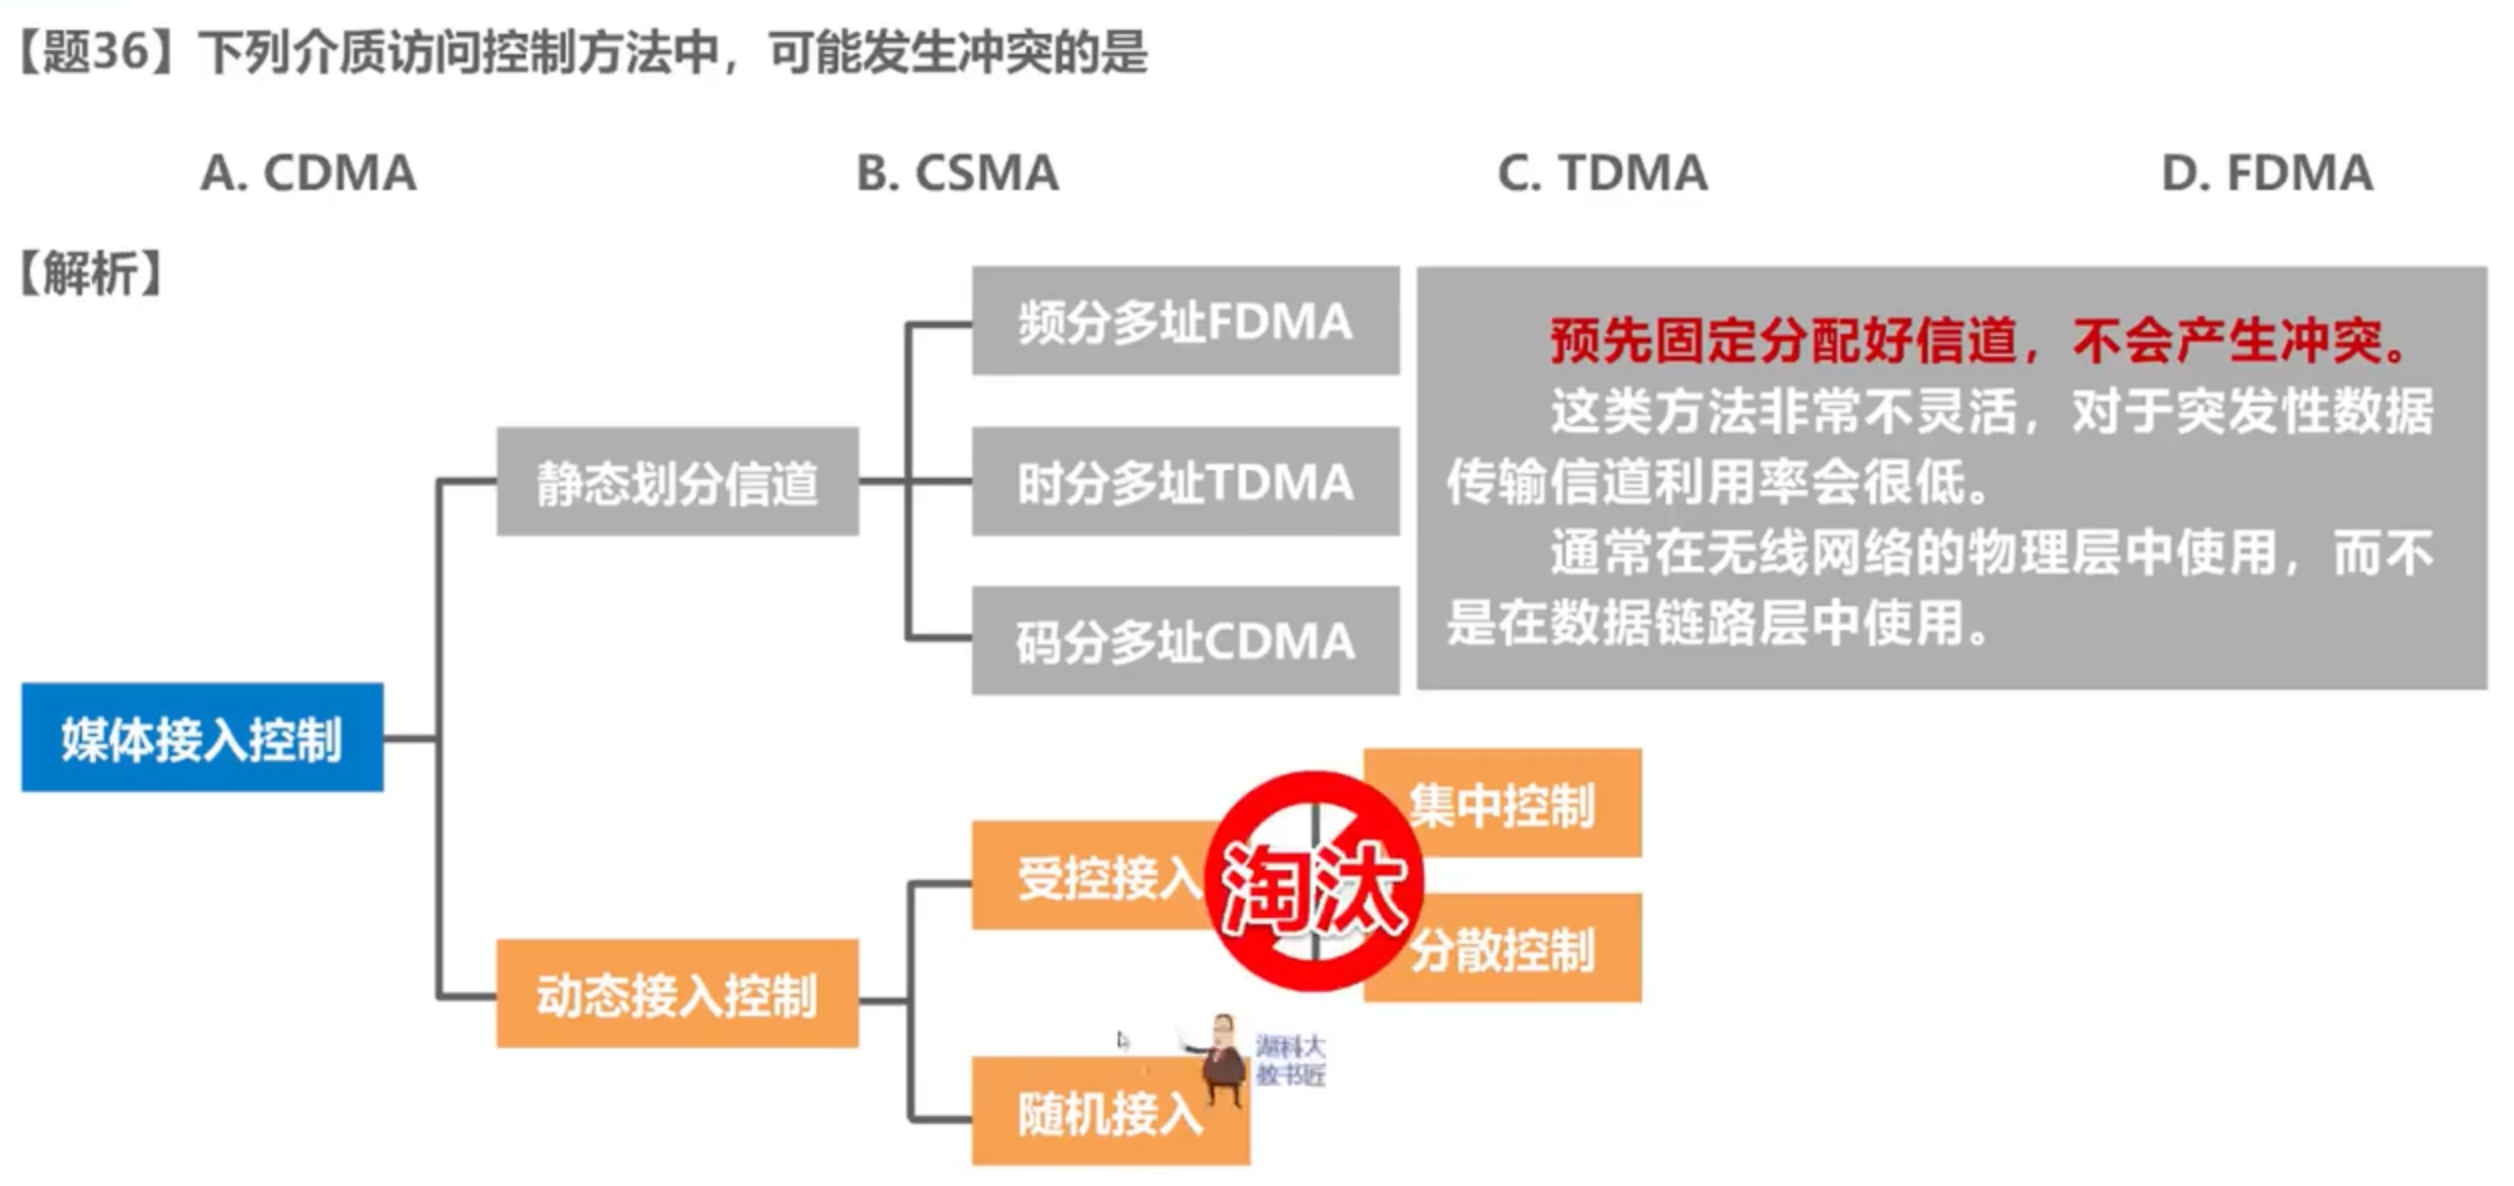 【题36】下列介质访问控制方法中，可能发生冲突的是
A. CDMA B. CSMA C. TDMA D. FDMA
【解析】
媒体接入控制
静态划分信道
频分多址FDMA
时分多址TDMA
码分多址CDMA
预先固定分配好信道，不会产生冲突。
这类方法非常不灵活，对于突发性数据
传输信道利用率会很低。
通常在无线网络的物理层中使用，而不
是在数据链路层中使用。
动态接入控制
受控接入
淘汰
集中控制
分散控制
随机接入
湖科大
教书匠